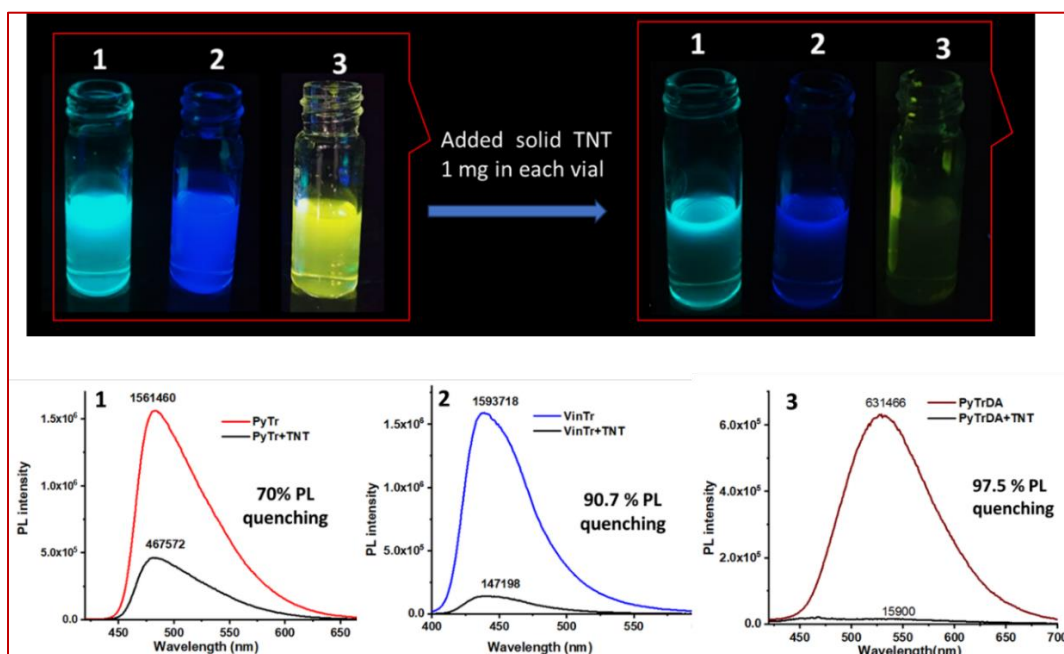 1
2
3
Added solid TNT
1 mg in each vial
1
2
3
1
1561460
PyTr
PyTr+TNT
70% PL
quenching
467572
1.5x10⁶
1.0x10⁶
5.0x10⁵
0.0
PL intensity
450 500 550 600 650
Wavelength (nm)
2
1593718
VinTr
VinTr+TNT
90.7 % PL
quenching
147198
1.5x10⁶
1.0x10⁶
5.0x10⁵
0.0
PL intensity
400 450 500 550
Wavelength (nm)
3
631466
PyTrDA
PyTrDA+TNT
97.5 % PL
quenching
15900
6.0x10⁵
4.0x10⁵
2.0x10⁵
0.0
PL intensity
450 500 550 600 650 700
Wavelength(nm)